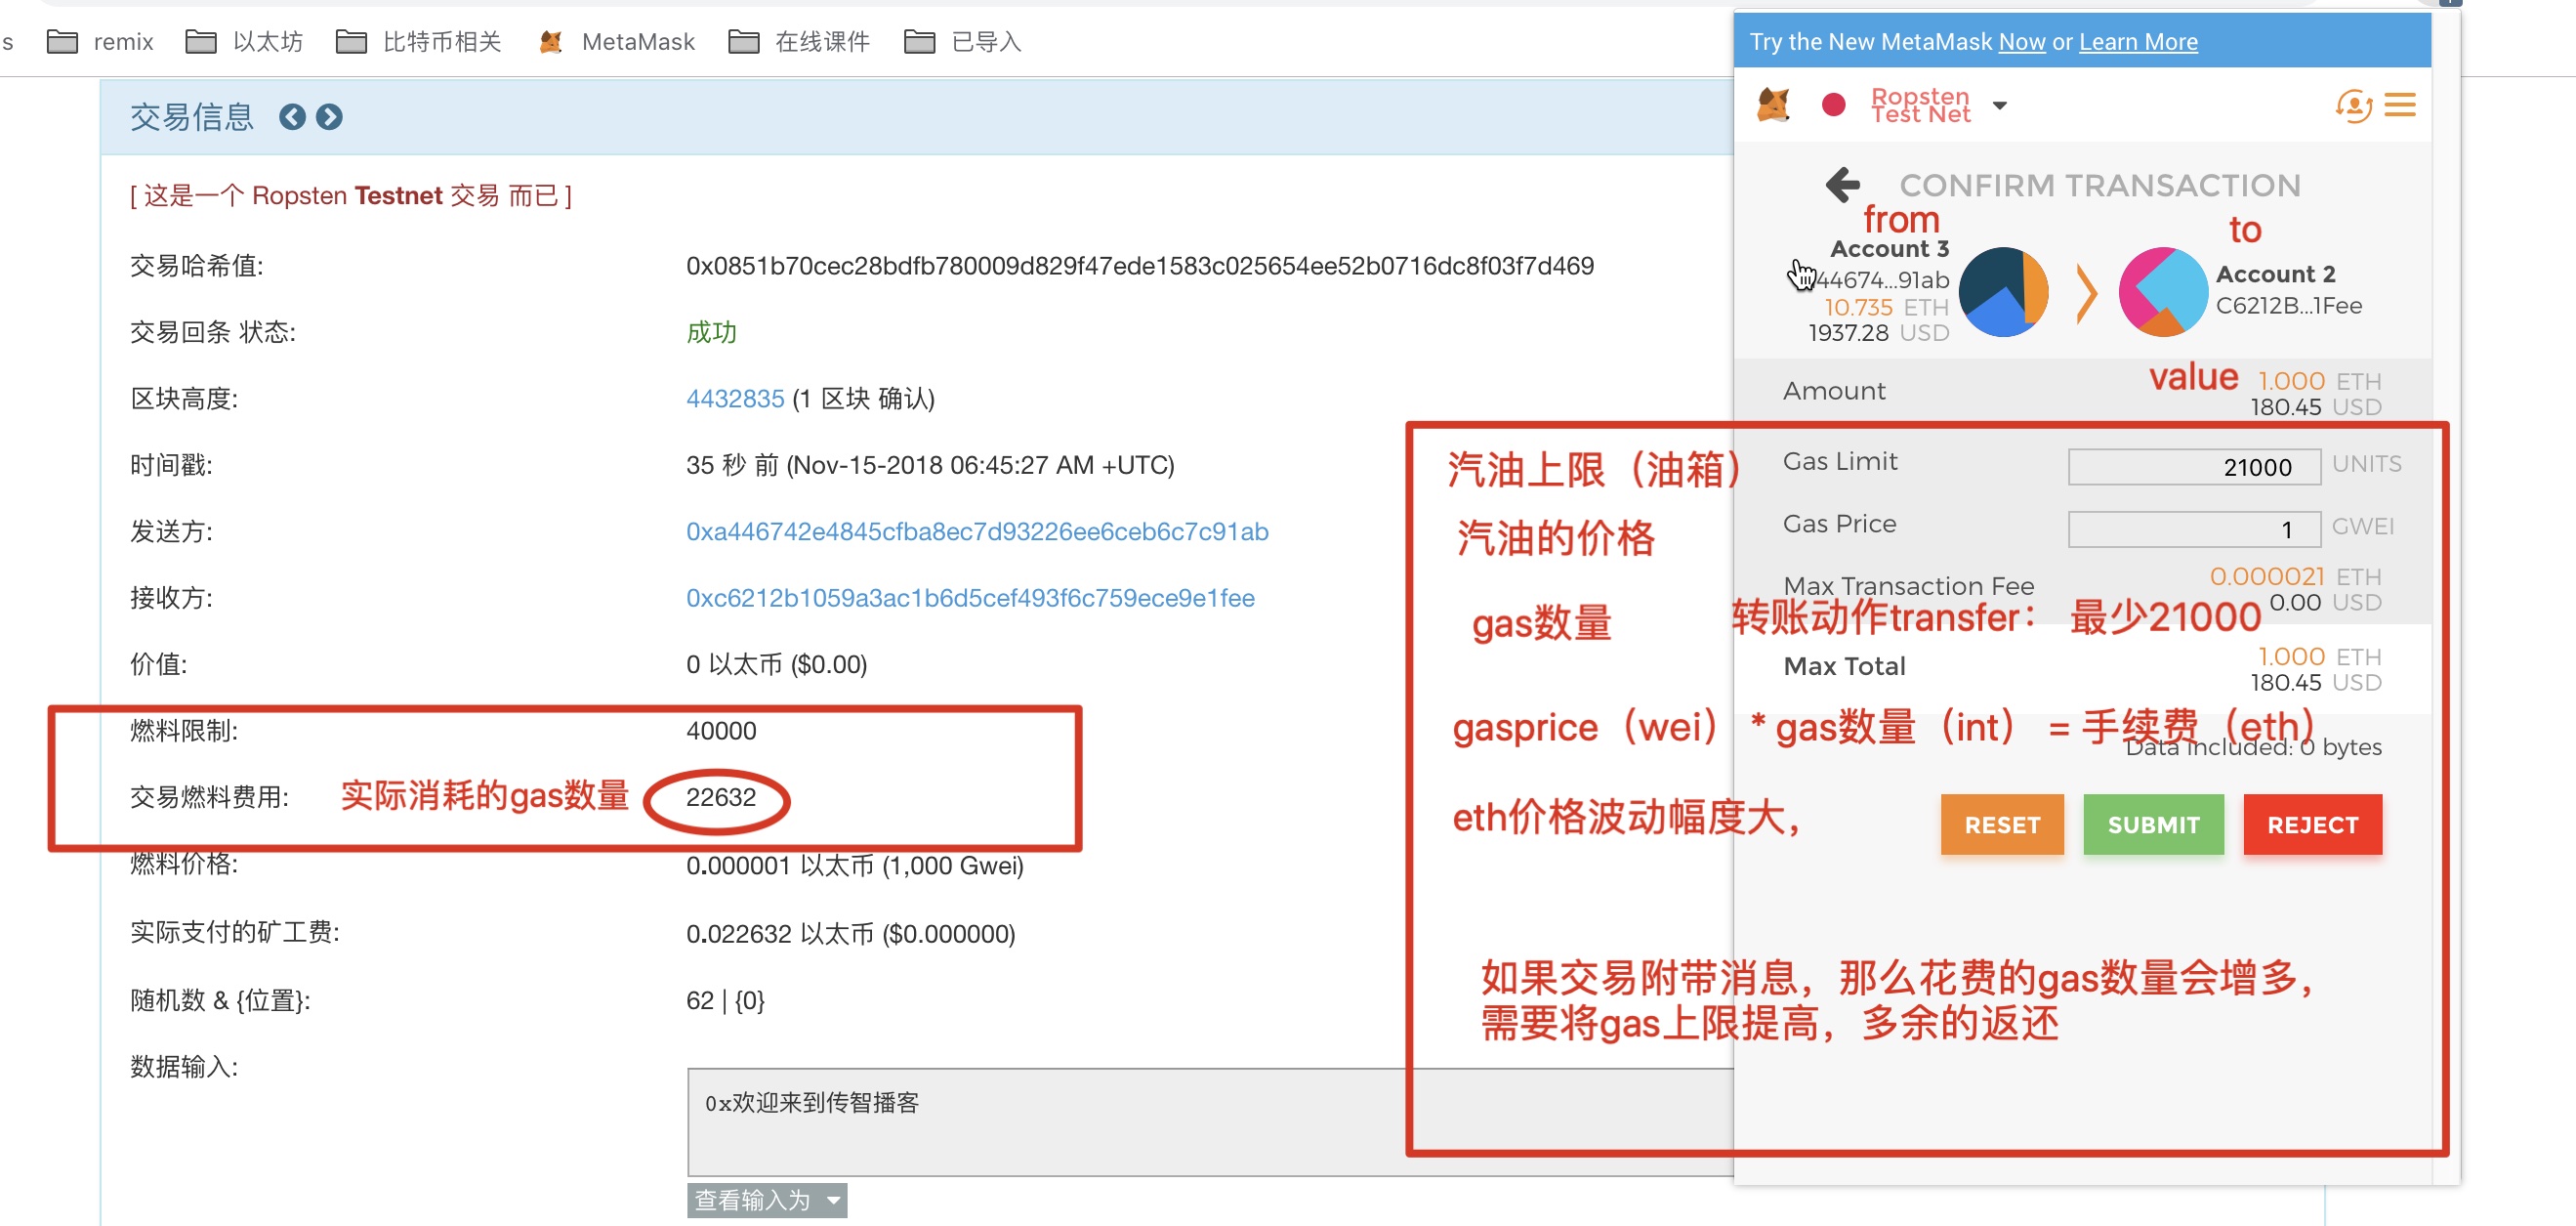 s remix 以太坊 比特币相关 MetaMask 在线课件 已导入
交易信息
[ 这是一个 Ropsten Testnet 交易 而已 ]
交易哈希值: 0x0851b70cec28bdfb780009d829f47ede1583c025654ee52b0716dc8f03f7d469
交易回条 状态: 成功
区块高度: 4432835 (1 区块 确认)
时间戳: 35 秒 前 (Nov-15-2018 06:45:27 AM +UTC)
发送方: 0xa446742e4845cfba8ec7d93226ee6ceb6c7c91ab
接收方: 0xc6212b1059a3ac1b6d5cef493f6c759ece9e1fee
价值: 0 以太币 ($0.00)
燃料限制: 40000
交易燃料费用: 实际消耗的gas数量 22632
燃料价格: 0.000001 以太币 (1,000 Gwei)
实际支付的矿工费: 0.022632 以太币 ($0.000000)
随机数 & {位置}: 62 | {0}
数据输入:
0x欢迎来到传智播客
查看输入为
Try the New MetaMask Now or Learn More
Ropsten
Test Net
CONFIRM TRANSACTION
from
to
Account 3
44674...91ab
10.735 ETH
1937.28 USD
Account 2
C6212B...1Fee
Amount value 1.000 ETH
180.45 USD
汽油上限（油箱） Gas Limit 21000 UNITS
汽油的价格 Gas Price 1 GWEI
Max Transaction Fee 0.000021 ETH
0.00 USD
gas数量 转账动作transfer： 最少21000
Max Total 1.000 ETH
180.45 USD
gasprice（wei） * gas数量（int） = 手续费（eth）
Data included: 0 bytes
eth价格波动幅度大，
RESET SUBMIT REJECT
如果交易附带消息，那么花费的gas数量会增多，
需要将gas上限提高，多余的返还